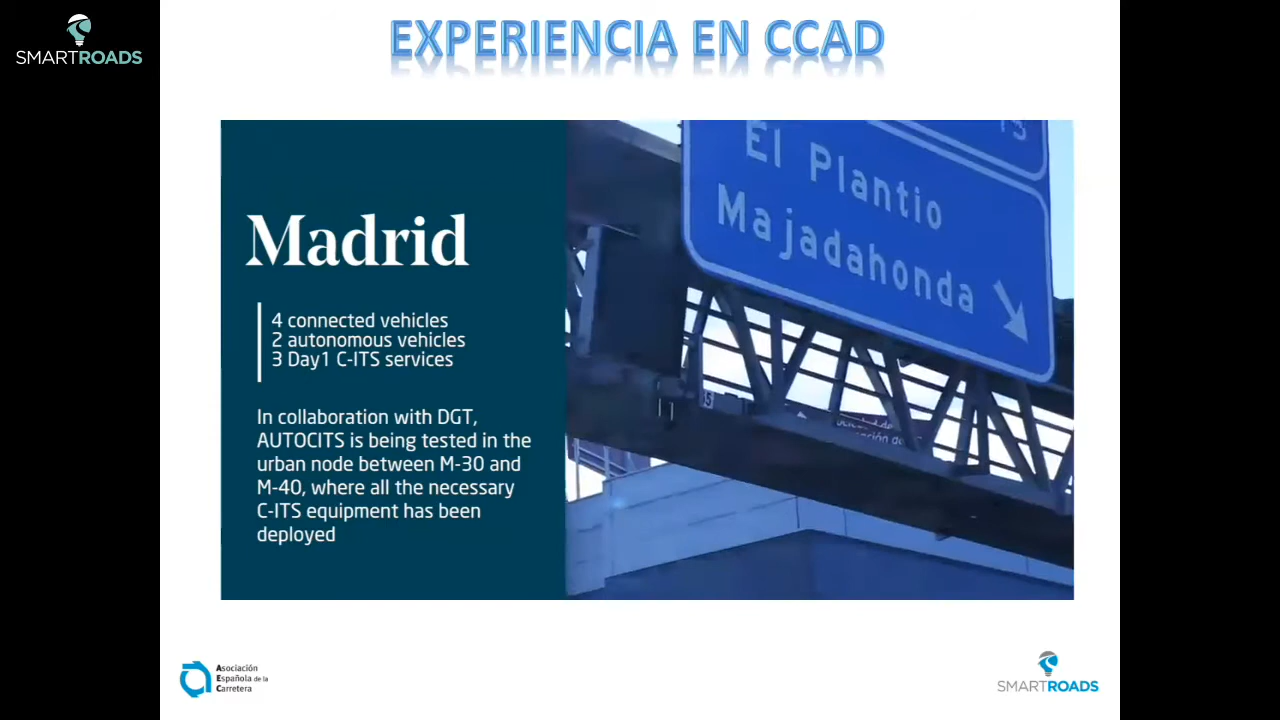 SMARTROADS
EXPERIENCIA EN CCAD
Madrid
4 connected vehicles
2 autonomous vehicles
3 Day1 C-ITS services
In collaboration with DGT,
AUTOCITS is being tested in the
urban node between M-30 and
M-40, where all the necessary
C-ITS equipment has been
deployed
El Plantio
Majadahonda
Asociación
Española de la
Carretera
SMARTROADS